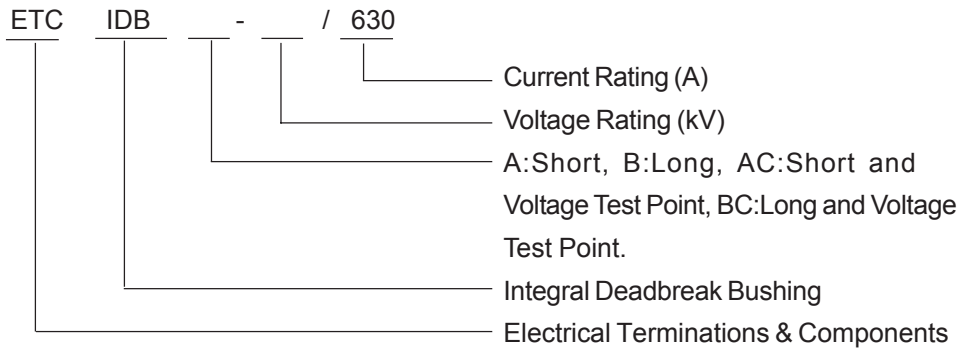 ETC IDB - / 630
Current Rating (A)
Voltage Rating (kV)
A:Short, B:Long, AC:Short and
Voltage Test Point, BC:Long and Voltage
Test Point.
Integral Deadbreak Bushing
Electrical Terminations & Components